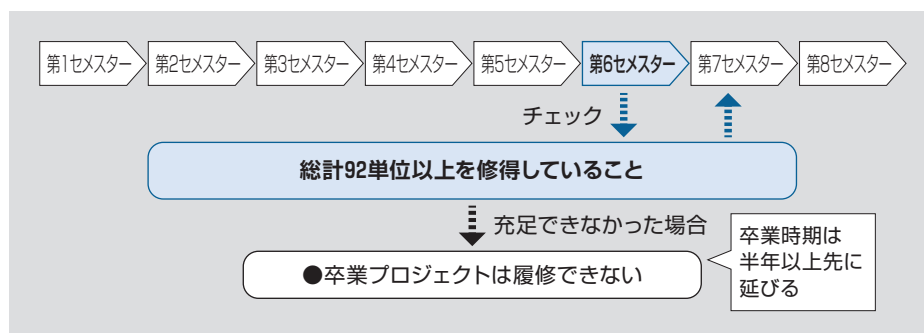 第1セメスター 第2セメスター 第3セメスター 第4セメスター 第5セメスター 第6セメスター 第7セメスター 第8セメスター
チェック
総計92単位以上を修得していること
充足できなかった場合
●卒業プロジェクトは履修できない
卒業時期は
半年以上先に
延びる